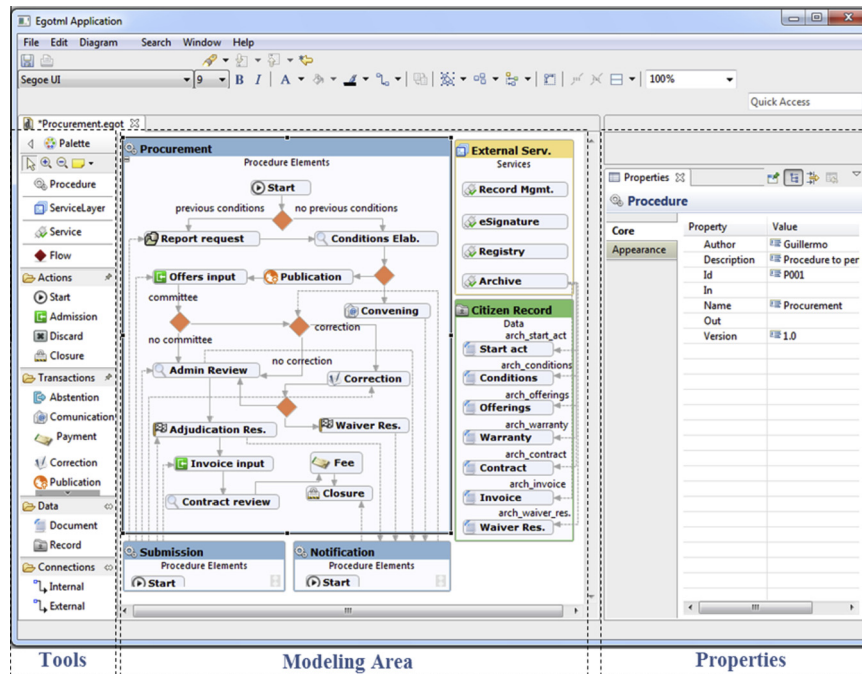 Egotml Application
File Edit Diagram Search Window Help
Segoe UI 9 B I A 100%
Quick Access
*Procurement.egot
Palette
Procedure
ServiceLayer
Service
Flow
Actions
Start
Admission
Discard
Closure
Transactions
Abstention
Comunication
Payment
Correction
Publication
Data
Document
Record
Connections
Internal
External
Procurement
Procedure Elements
Start
previous conditions no previous conditions
Report request Conditions Elab.
Offers input Publication
committee
Convening
correction
no committee
no correction
Admin Review
Correction
Adjudication Res. Waiver Res.
Invoice input Fee
Contract review Closure
Submission
Procedure Elements
Start
Notification
Procedure Elements
Start
External Serv.
Services
Record Mgmt.
eSignature
Registry
Archive
Citizen Record
Data
arch_start_act
Start act
arch_conditions
Conditions
arch_offerings
Offerings
arch_warranty
Warranty
arch_contract
Contract
arch_invoice
Invoice
arch_waiver_res.
Waiver Res.
Properties
Procedure
Core
Appearance
Property Value
Author Guillermo
Description Procedure to per
Id P001
In
Name Procurement
Out
Version 1.0
Tools Modeling Area Properties